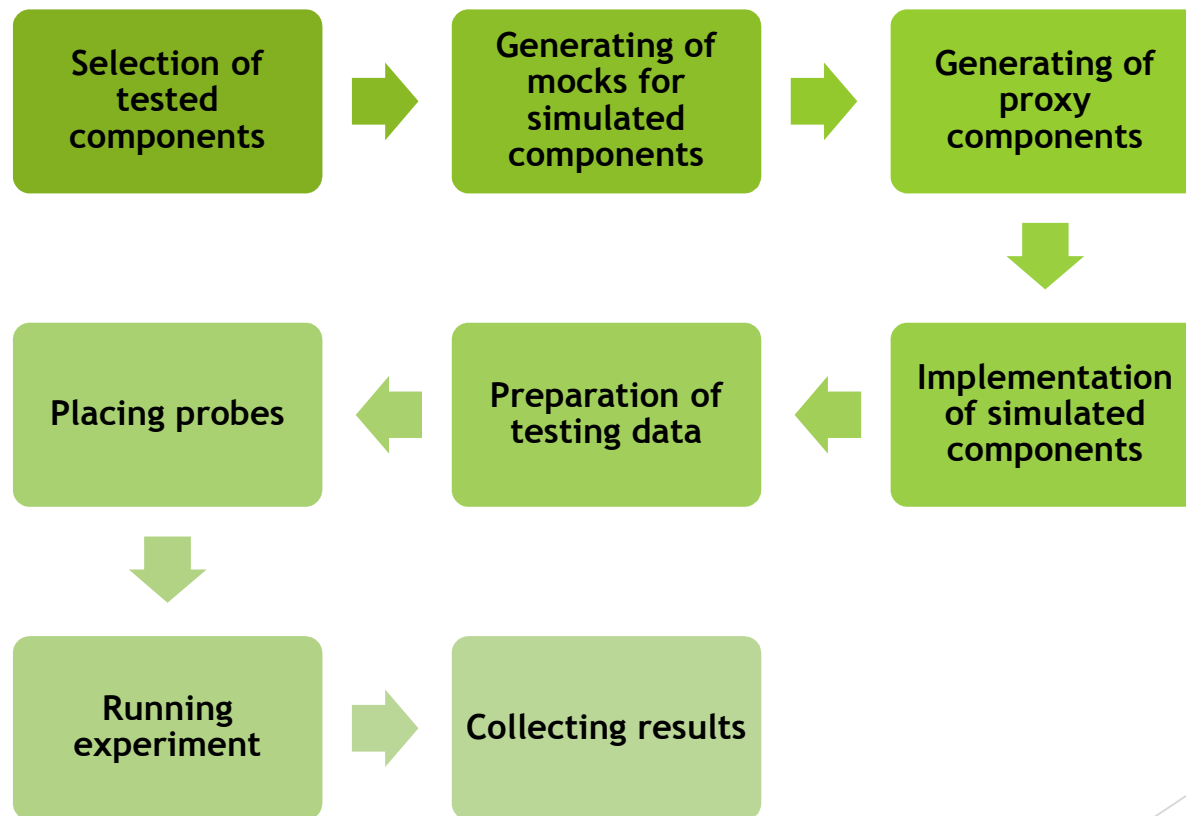 Selection of
tested
components
Generating of
mocks for
simulated
components
Generating of
proxy
components
Implementation
of simulated
components
Preparation of
testing data
Placing probes
Running
experiment
Collecting results